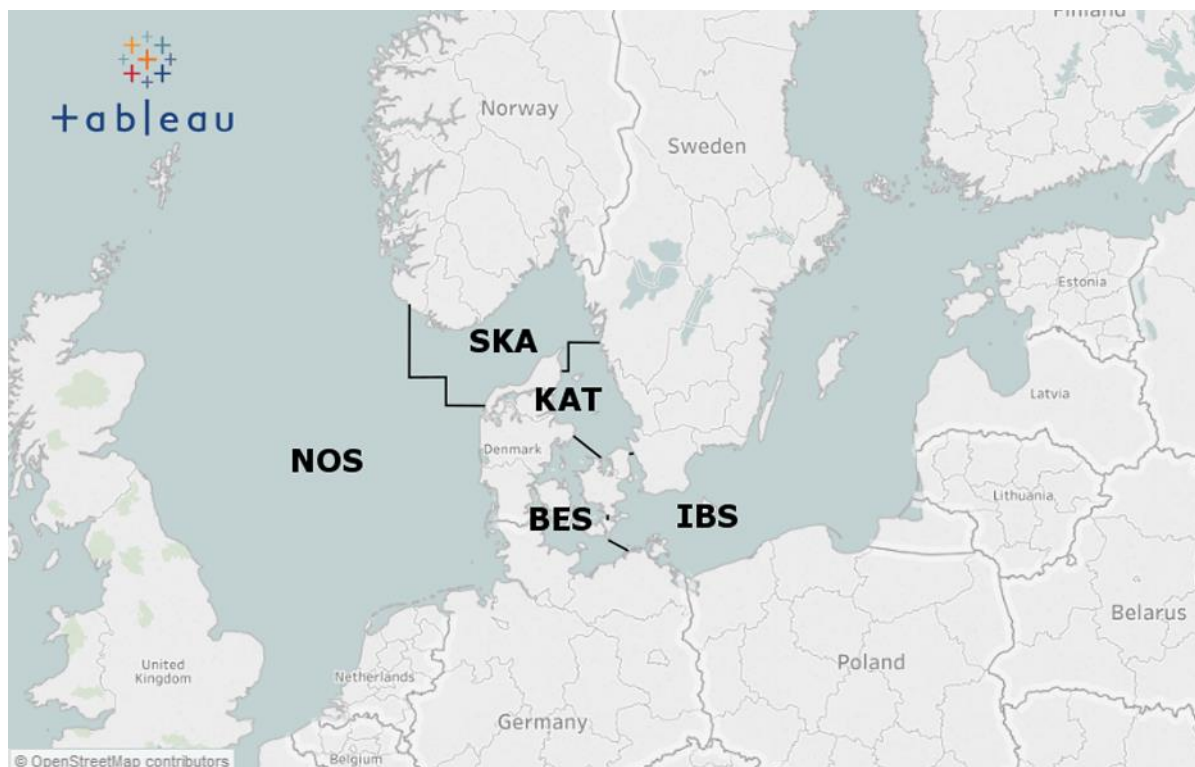 Finland
+ableau
Norway
Sweden
Estonia
SKA
Latvia
KAT
Denmark
NOS
Lithuania
BES
IBS
Belarus
United
Kingdom
Netherlands
Poland
Germany
Belgium
© OpenStreetMap contributors